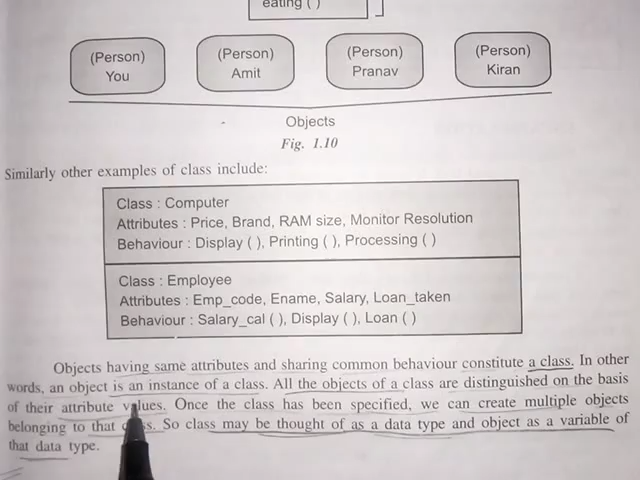 eating ( )
(Person) (Person) (Person) (Person)
You Amit Pranav Kiran
Objects
Fig. 1.10
Similarly other examples of class include:
Class : Computer
Attributes : Price, Brand, RAM size, Monitor Resolution
Behaviour : Display ( ), Printing ( ), Processing ( )
Class : Employee
Attributes : Emp_code, Ename, Salary, Loan_taken
Behaviour : Salary_cal ( ), Display ( ), Loan ( )
Objects having same attributes and sharing common behaviour constitute a class. In other
words, an object is an instance of a class. All the objects of a class are distinguished on the basis
of their attribute values. Once the class has been specified, we can create multiple objects
belonging to that class. So class may be thought of as a data type and object as a variable of
that data type.